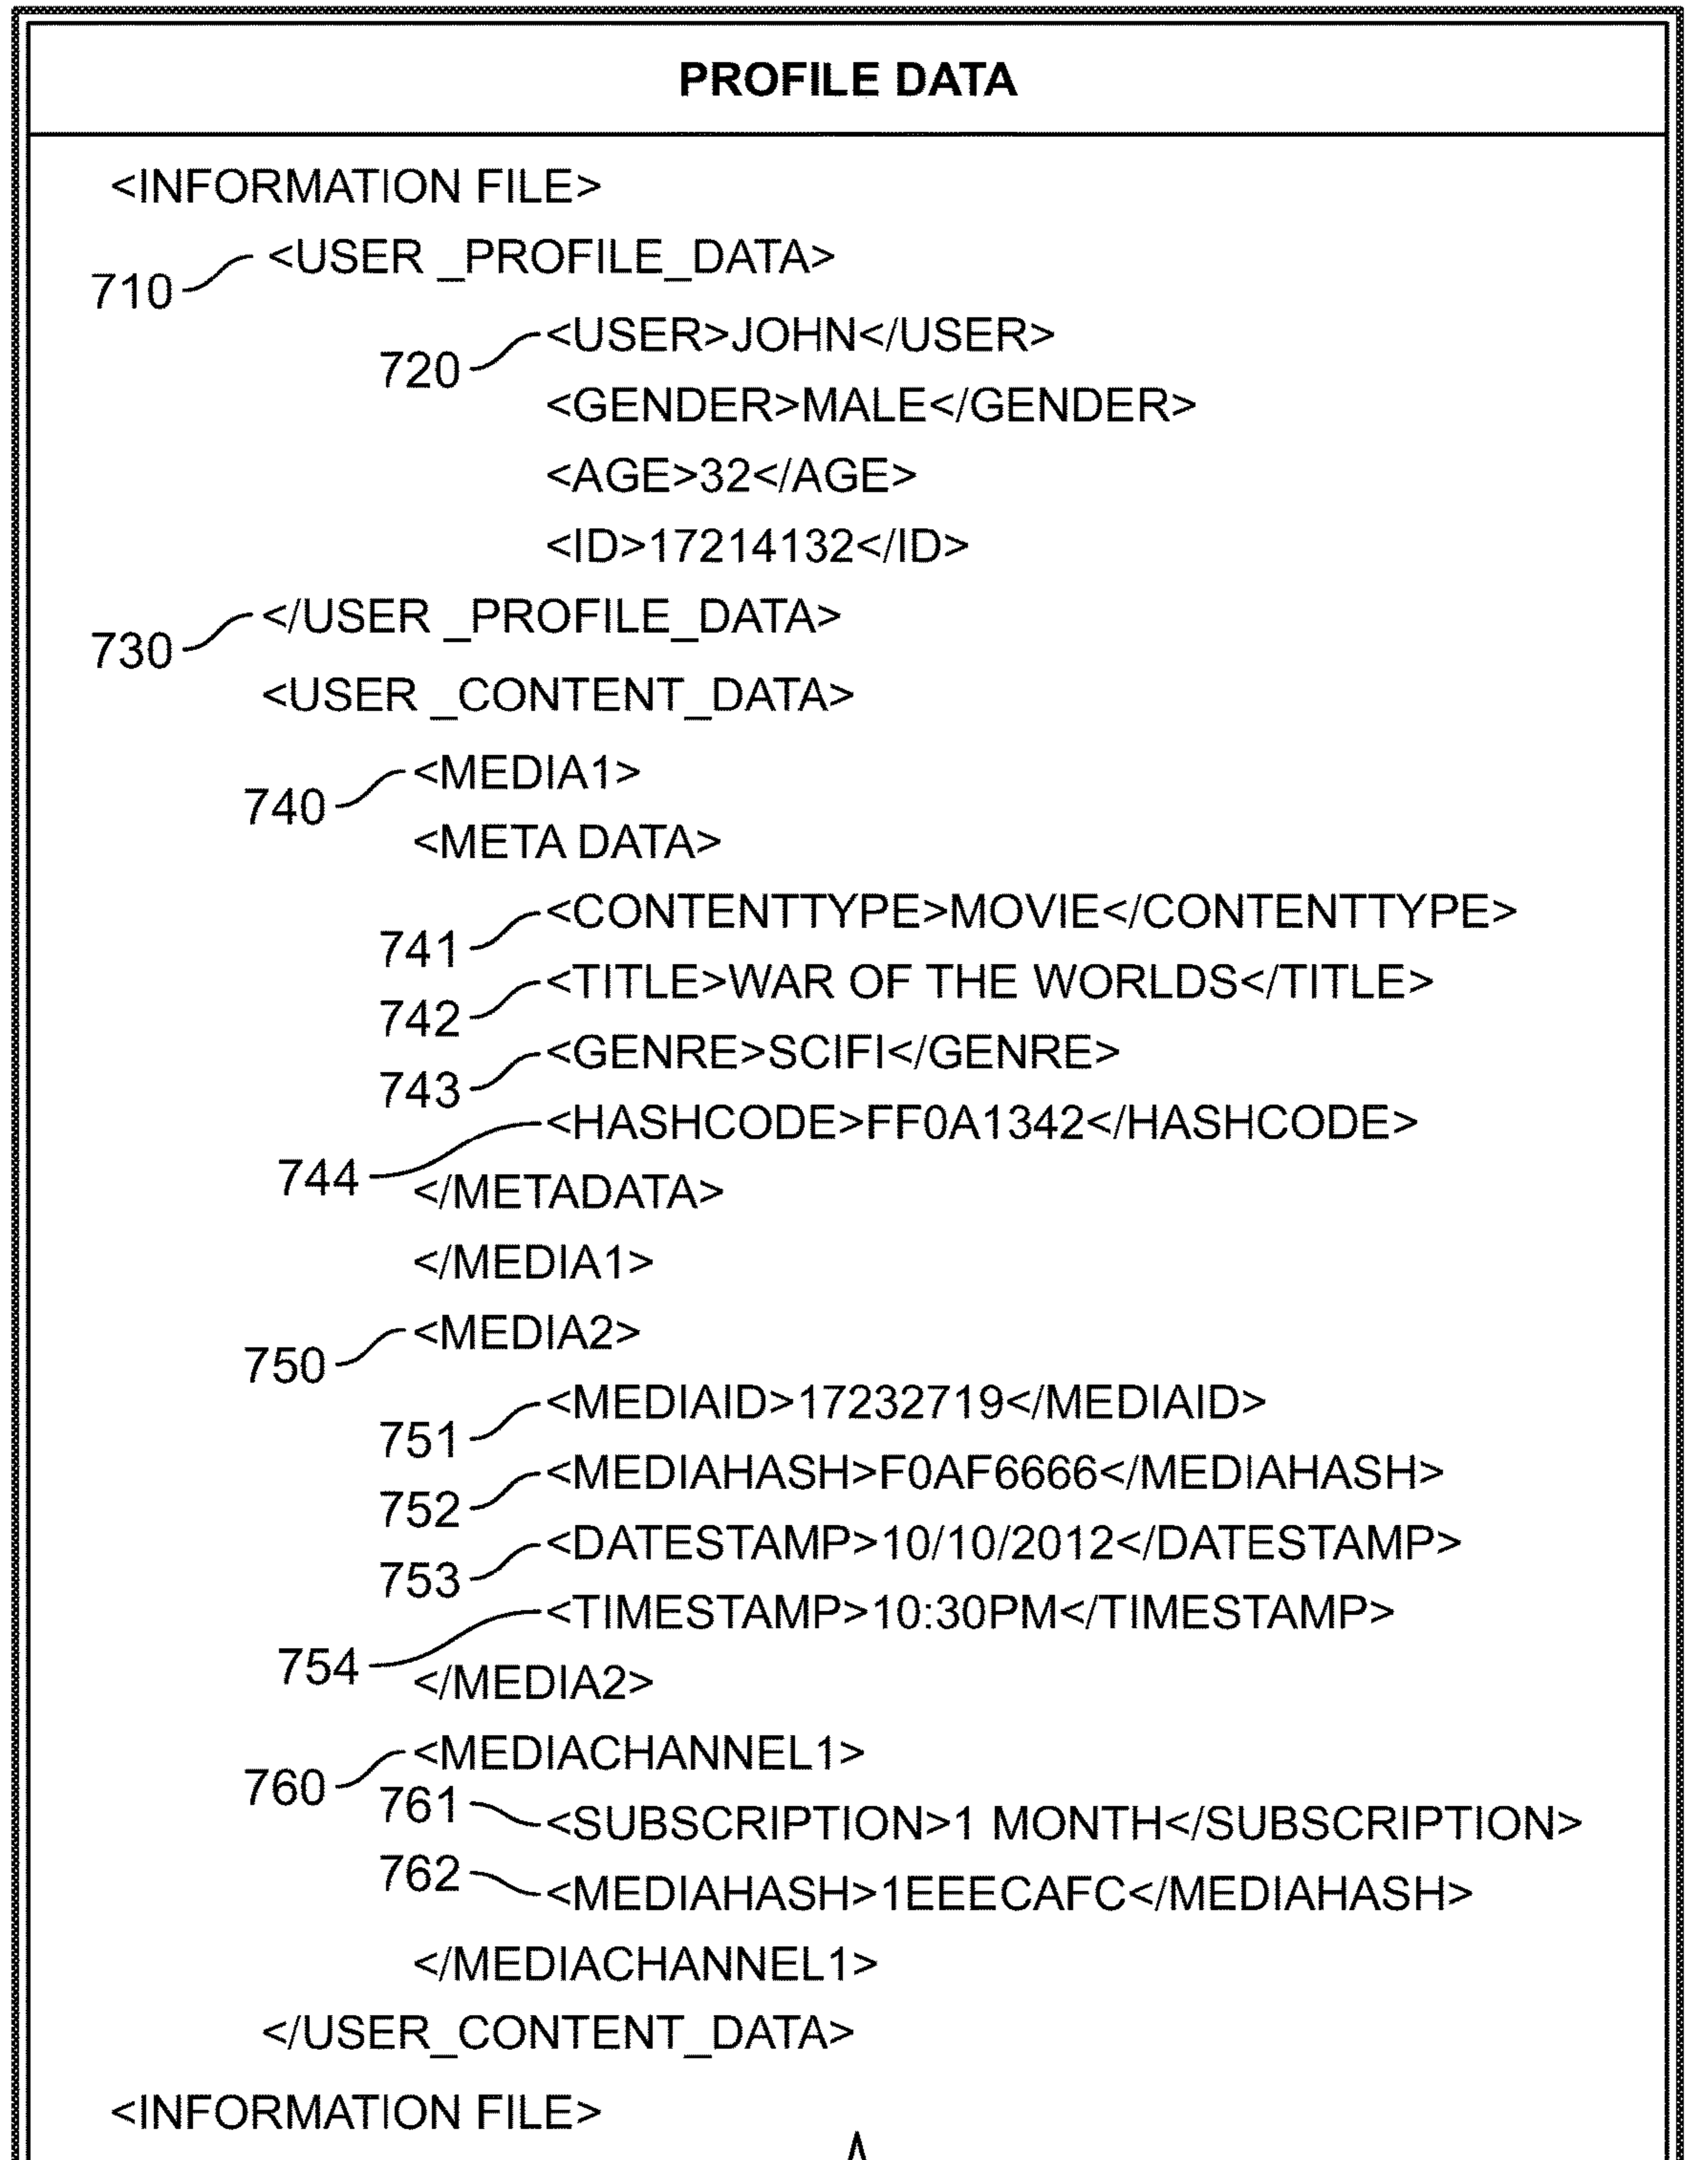 PROFILE DATA
<INFORMATION FILE>
710 <USER _PROFILE_DATA>
720 <USER>JOHN</USER>
<GENDER>MALE</GENDER>
<AGE>32</AGE>
<ID>17214132</ID>
730 </USER _PROFILE_DATA>
<USER _CONTENT_DATA>
740 <MEDIA1>
<META DATA>
741 <CONTENTTYPE>MOVIE</CONTENTTYPE>
742 <TITLE>WAR OF THE WORLDS</TITLE>
743 <GENRE>SCIFI</GENRE>
744 <HASHCODE>FF0A1342</HASHCODE>
</METADATA>
</MEDIA1>
750 <MEDIA2>
751 <MEDIAID>17232719</MEDIAID>
752 <MEDIAHASH>F0AF6666</MEDIAHASH>
753 <DATESTAMP>10/10/2012</DATESTAMP>
754 <TIMESTAMP>10:30PM</TIMESTAMP>
</MEDIA2>
760 <MEDIACHANNEL1>
761 <SUBSCRIPTION>1 MONTH</SUBSCRIPTION>
762 <MEDIAHASH>1EEECAFC</MEDIAHASH>
</MEDIACHANNEL1>
</USER_CONTENT_DATA>
<INFORMATION FILE>